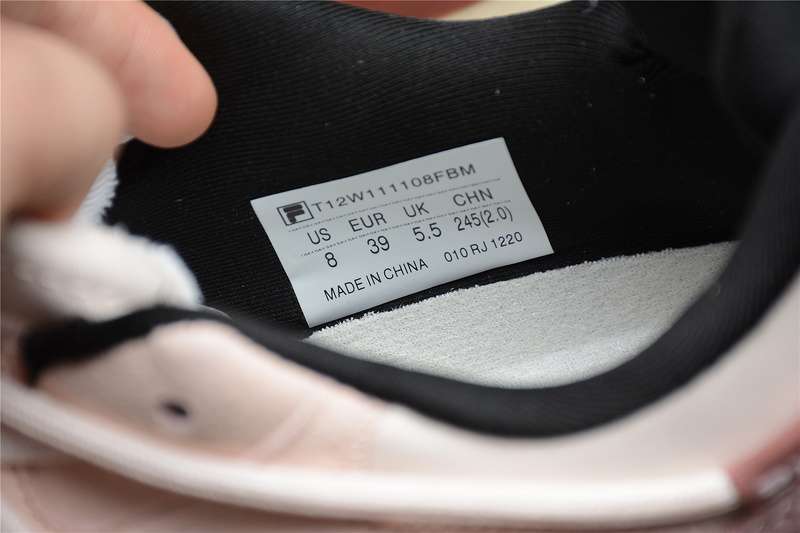 F T12W111108FBM
US EUR UK CHN
8 39 5.5 245(2.0)
MADE IN CHINA 010 RJ 1220